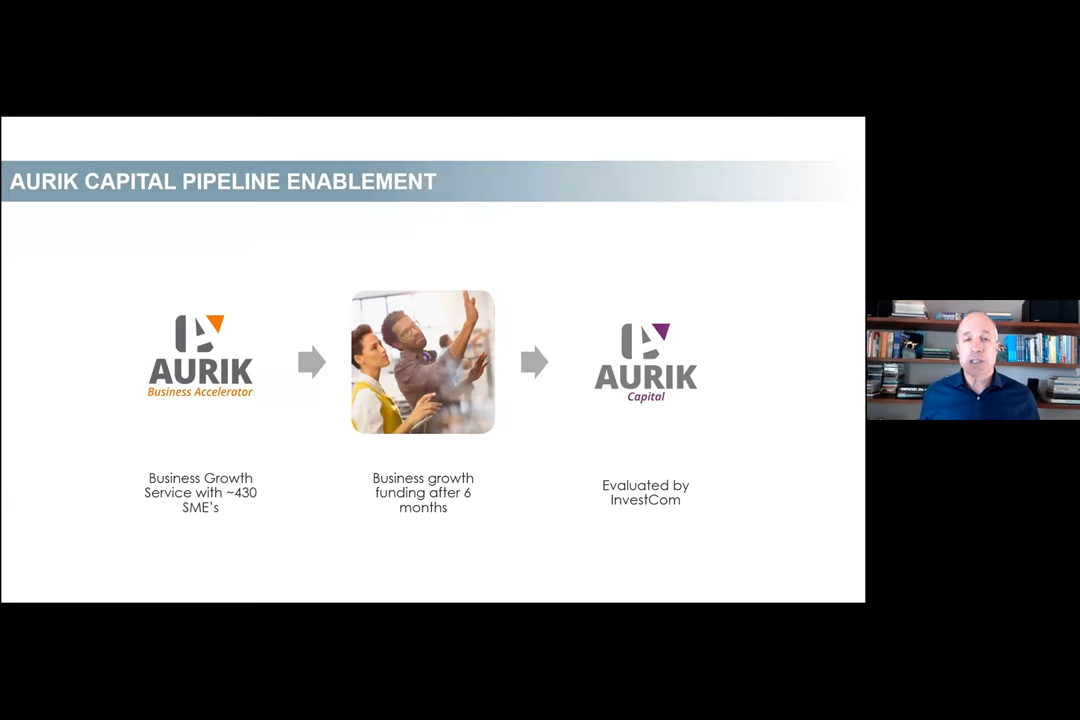 AURIK CAPITAL PIPELINE ENABLEMENT
AURIK
Business Accelerator
Business Growth
Service with ~430
SME's
Business growth
funding after 6
months
AURIK
Capital
Evaluated by
InvestCom